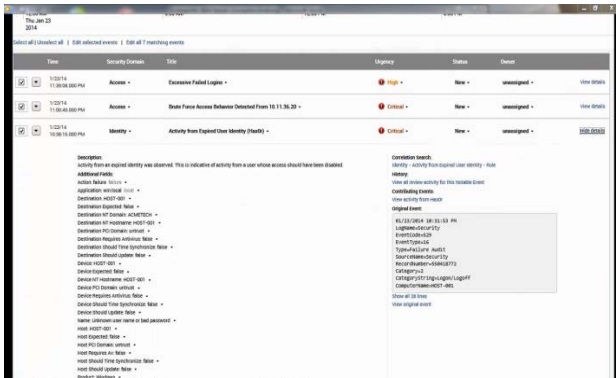 Thu Jan 23
2014
Select all | Unselect all | Edit selected events | Edit all 7 matching events
Time Security Domain Title Urgency Status Owner
1/23/14
11:30:08.000 PM Access Excessive Failed Logins High New unassigned View details
1/23/14
11:00:45.000 PM Access Brute Force Access Behavior Detected From 10.11.36.20 Critical New unassigned View details
1/23/14
10:36:10.000 PM Identity Activity from Expired User Identity (HaxOr) Critical New unassigned Hide details
Description:
Activity from an expired identity was observed. This is indicative of activity from a user whose access should have been disabled.
Additional Fields:
Action: failure failure
Application: win:local local
Destination: HOST-001
Destination Expected: false
Destination NT Domain: ACMETECH
Destination NT Hostname: HOST-001
Destination PCI Domain: untrust
Destination Requires Antivirus: false
Destination Should Time Synchronize: false
Destination Should Update: false
Device: HOST-001
Device Expected: false
Device NT Hostname: HOST-001
Device PCI Domain: untrust
Device Requires Antivirus: false
Device Should Time Synchronize: false
Device Should Update: false
Name: Unknown user name or bad password
Host: HOST-001
Host Expected: false
Host PCI Domain: untrust
Host Requires Av: false
Host Should Time Synchronize: false
Host Should Update: false
Product: Windows
Correlation Search:
Identity - Activity from Expired User Identity - Rule
History:
View all review activity for this Notable Event
Contributing Events:
View activity from HaxOr
Original Event:
01/23/2014 10:31:53 PM
LogName=Security
EventCode=529
EventType=16
Type=Failure Audit
SourceName=Security
RecordNumber=550418772
Category=2
CategoryString=Logon/Logoff
ComputerName=HOST-001
Show all 28 lines
View original event